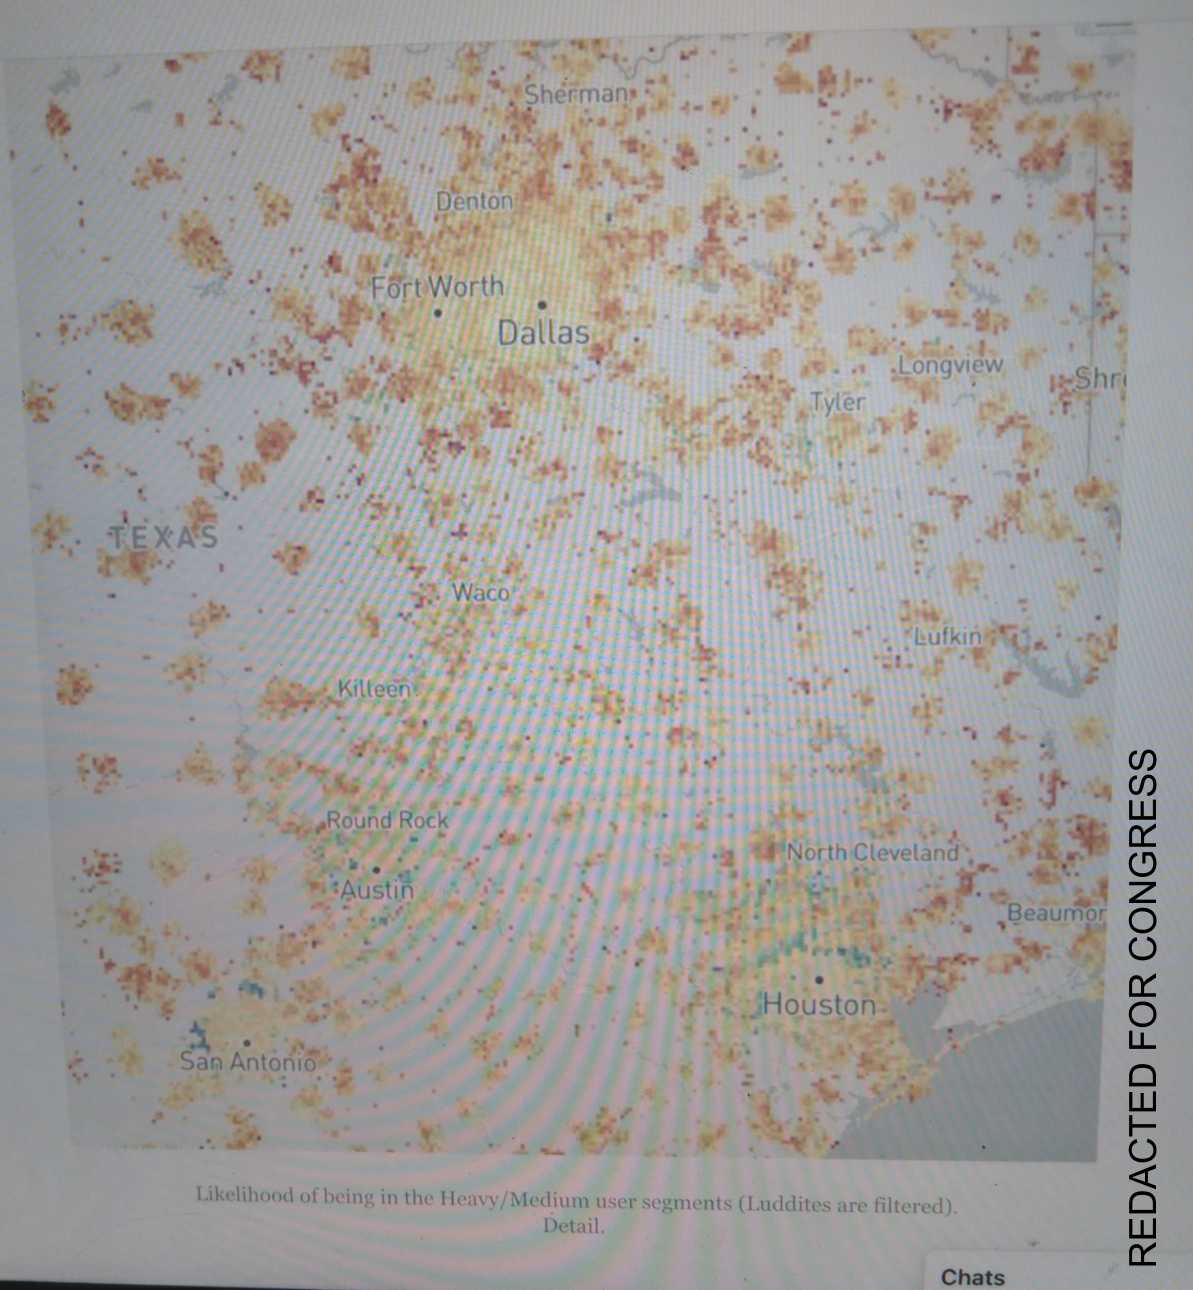 Sherman
Denton
Fort Worth
Dallas
Longview
Shr
Tyler
TEXAS
Waco
Lufkin
Killeen
Round Rock
North Cleveland
Austin
Beaumor
Houston
San Antonio
Likelihood of being in the Heavy/Medium user segments (Luddites are filtered).
Detail.
Chats
REDACTED FOR CONGRESS